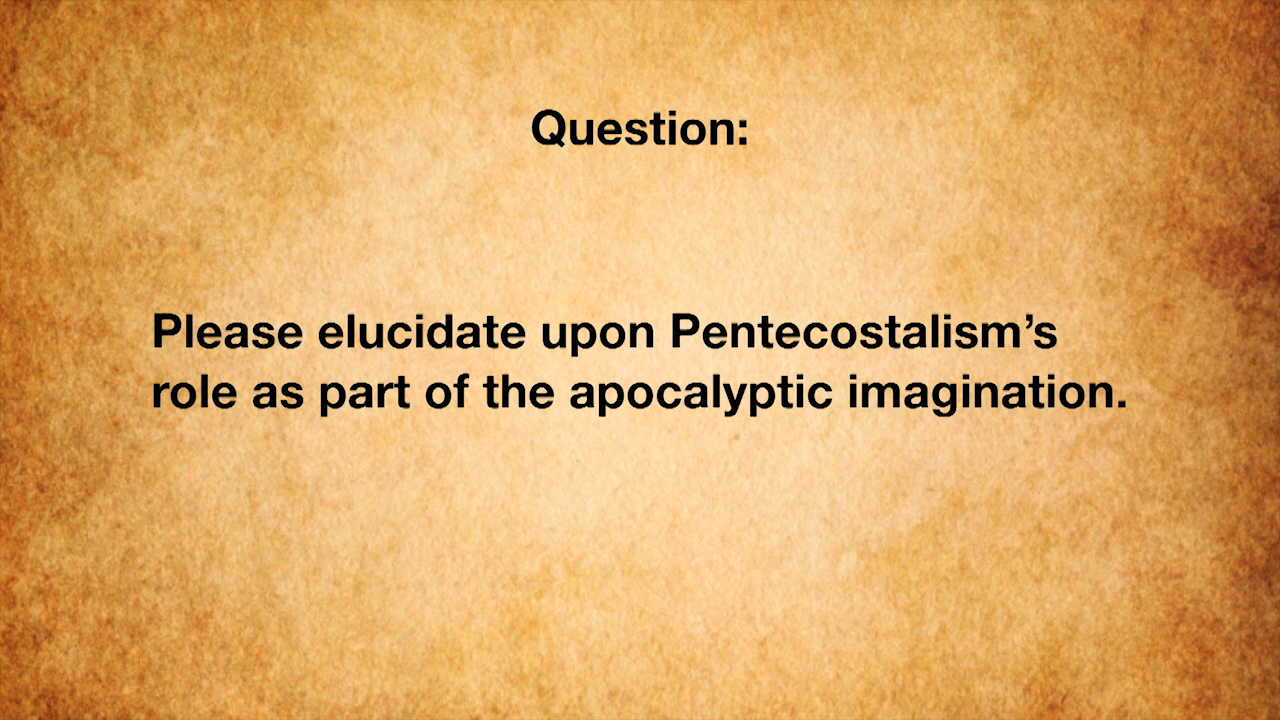 Question:
Please elucidate upon Pentecostalism’s
role as part of the apocalyptic imagination.